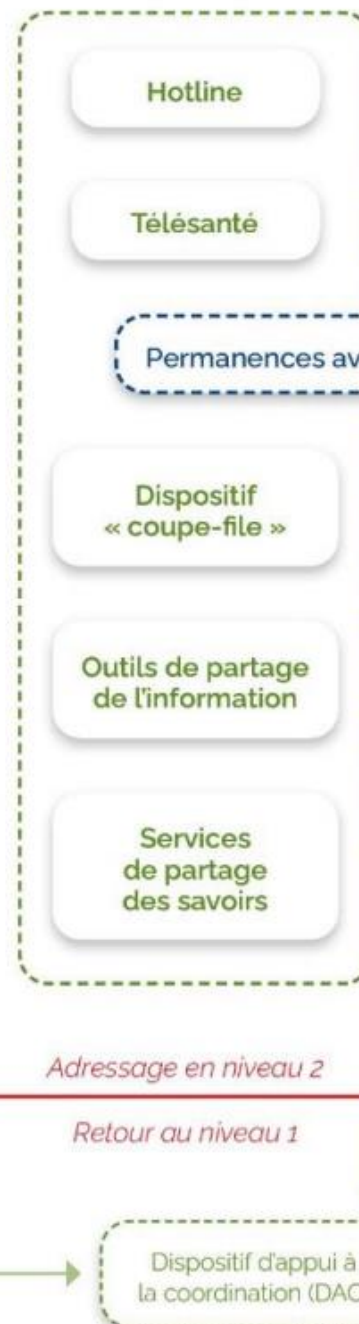 Hotline
Télésanté
Permanences av
Dispositif
« coupe-file »
Outils de partage
de l'information
Services
de partage
des savoirs
Adressage en niveau 2
Retour au niveau 1
Dispositif d'appui à
la coordination (DAC